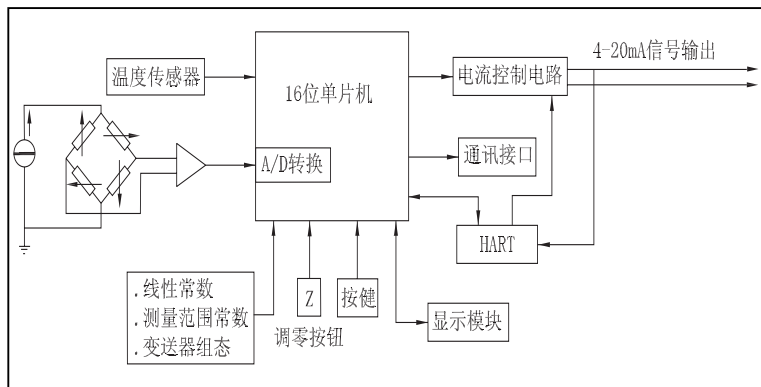 4-20mA信号输出
温度传感器
16位单片机
电流控制电路
A/D转换
通讯接口
HART
.线性常数
.测量范围常数
.变送器组态
Z
调零按钮
按健
显示模块